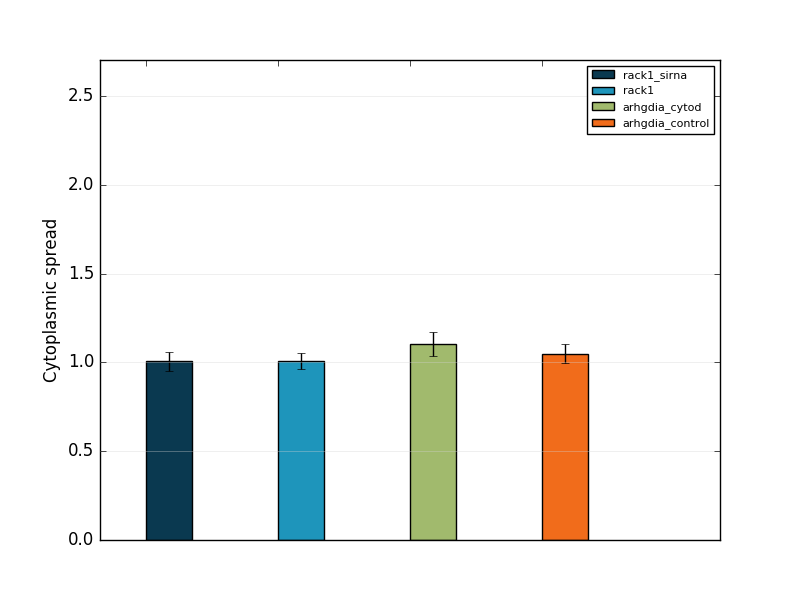 rack1_sirna
rack1
arhgdia_cytod
arhgdia_control
Cytoplasmic spread
2.5
2.0
1.5
1.0
0.5
0.0